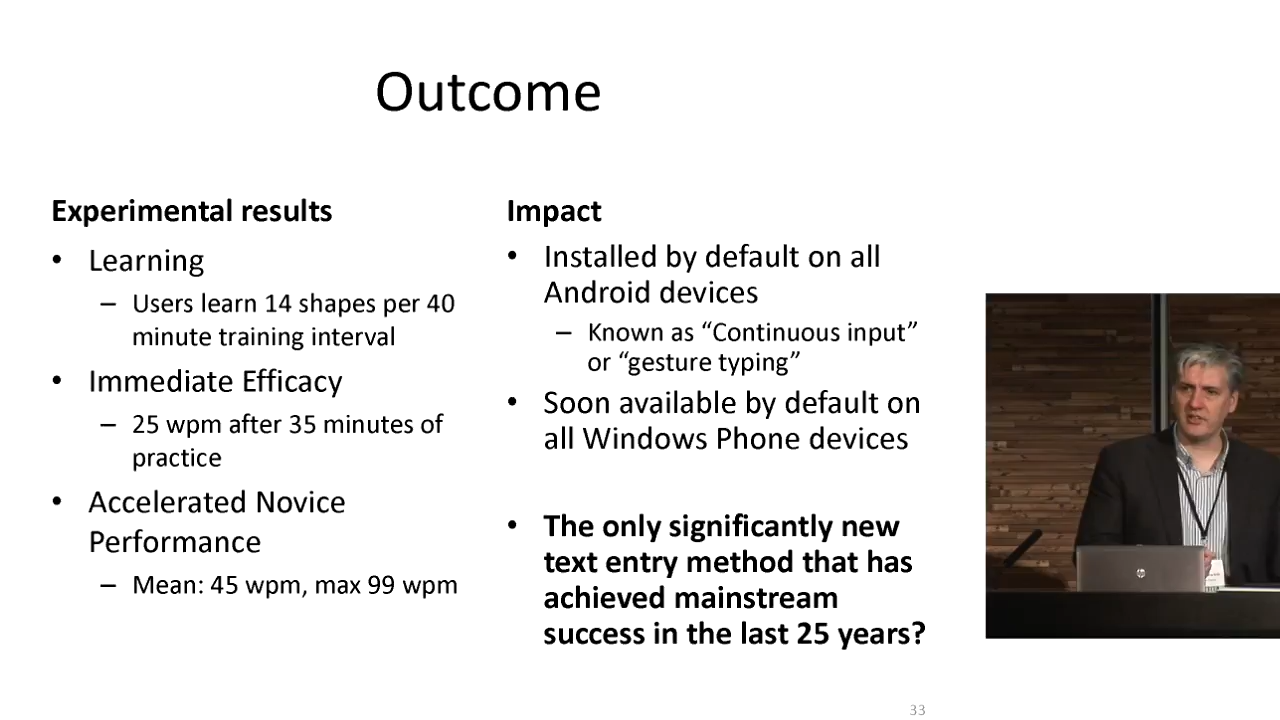 Outcome
Experimental results
• Learning
– Users learn 14 shapes per 40
minute training interval
• Immediate Efficacy
– 25 wpm after 35 minutes of
practice
• Accelerated Novice
Performance
– Mean: 45 wpm, max 99 wpm
Impact
• Installed by default on all
Android devices
– Known as “Continuous input”
or “gesture typing”
• Soon available by default on
all Windows Phone devices
• The only significantly new
text entry method that has
achieved mainstream
success in the last 25 years?
33
hp